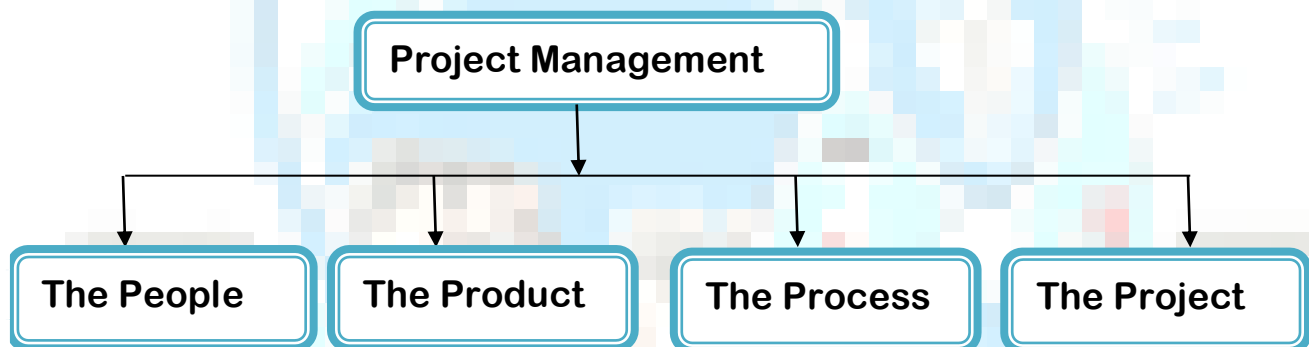 Project Management
The People
The Product
The Process
The Project